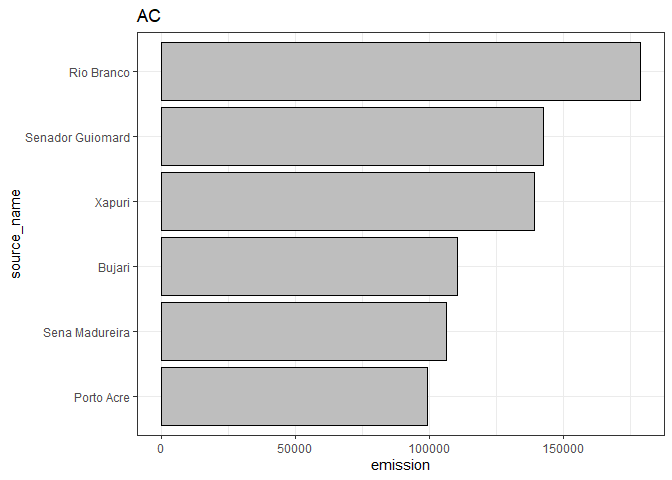 AC
source_name
Rio Branco
Senador Guiomard
Xapuri
Bujari
Sena Madureira
Porto Acre
0 50000 100000 150000
emission